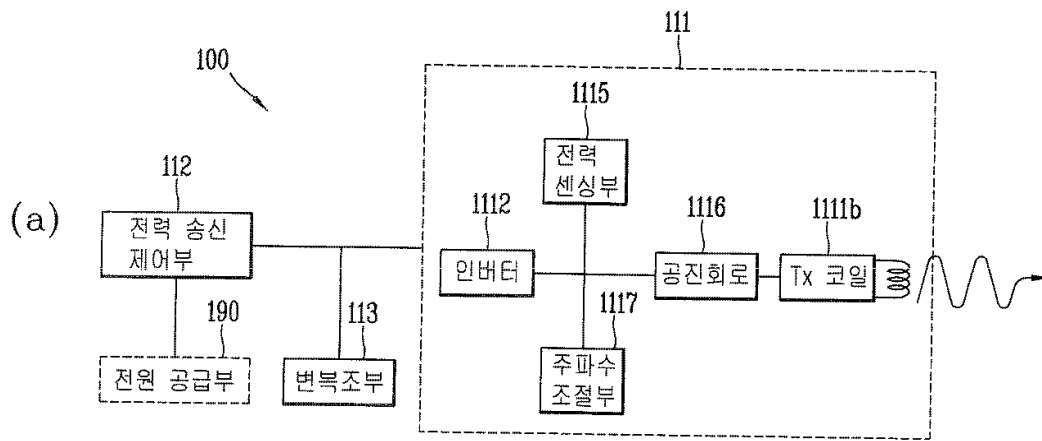 111
100
1115
전력
센싱부
112
(a)
전력 송신
제어부
1112
인버터
1116
공진회로
1111b
Tx 코일
190
전원 공급부
113
변복조부
1117
주파수
조절부